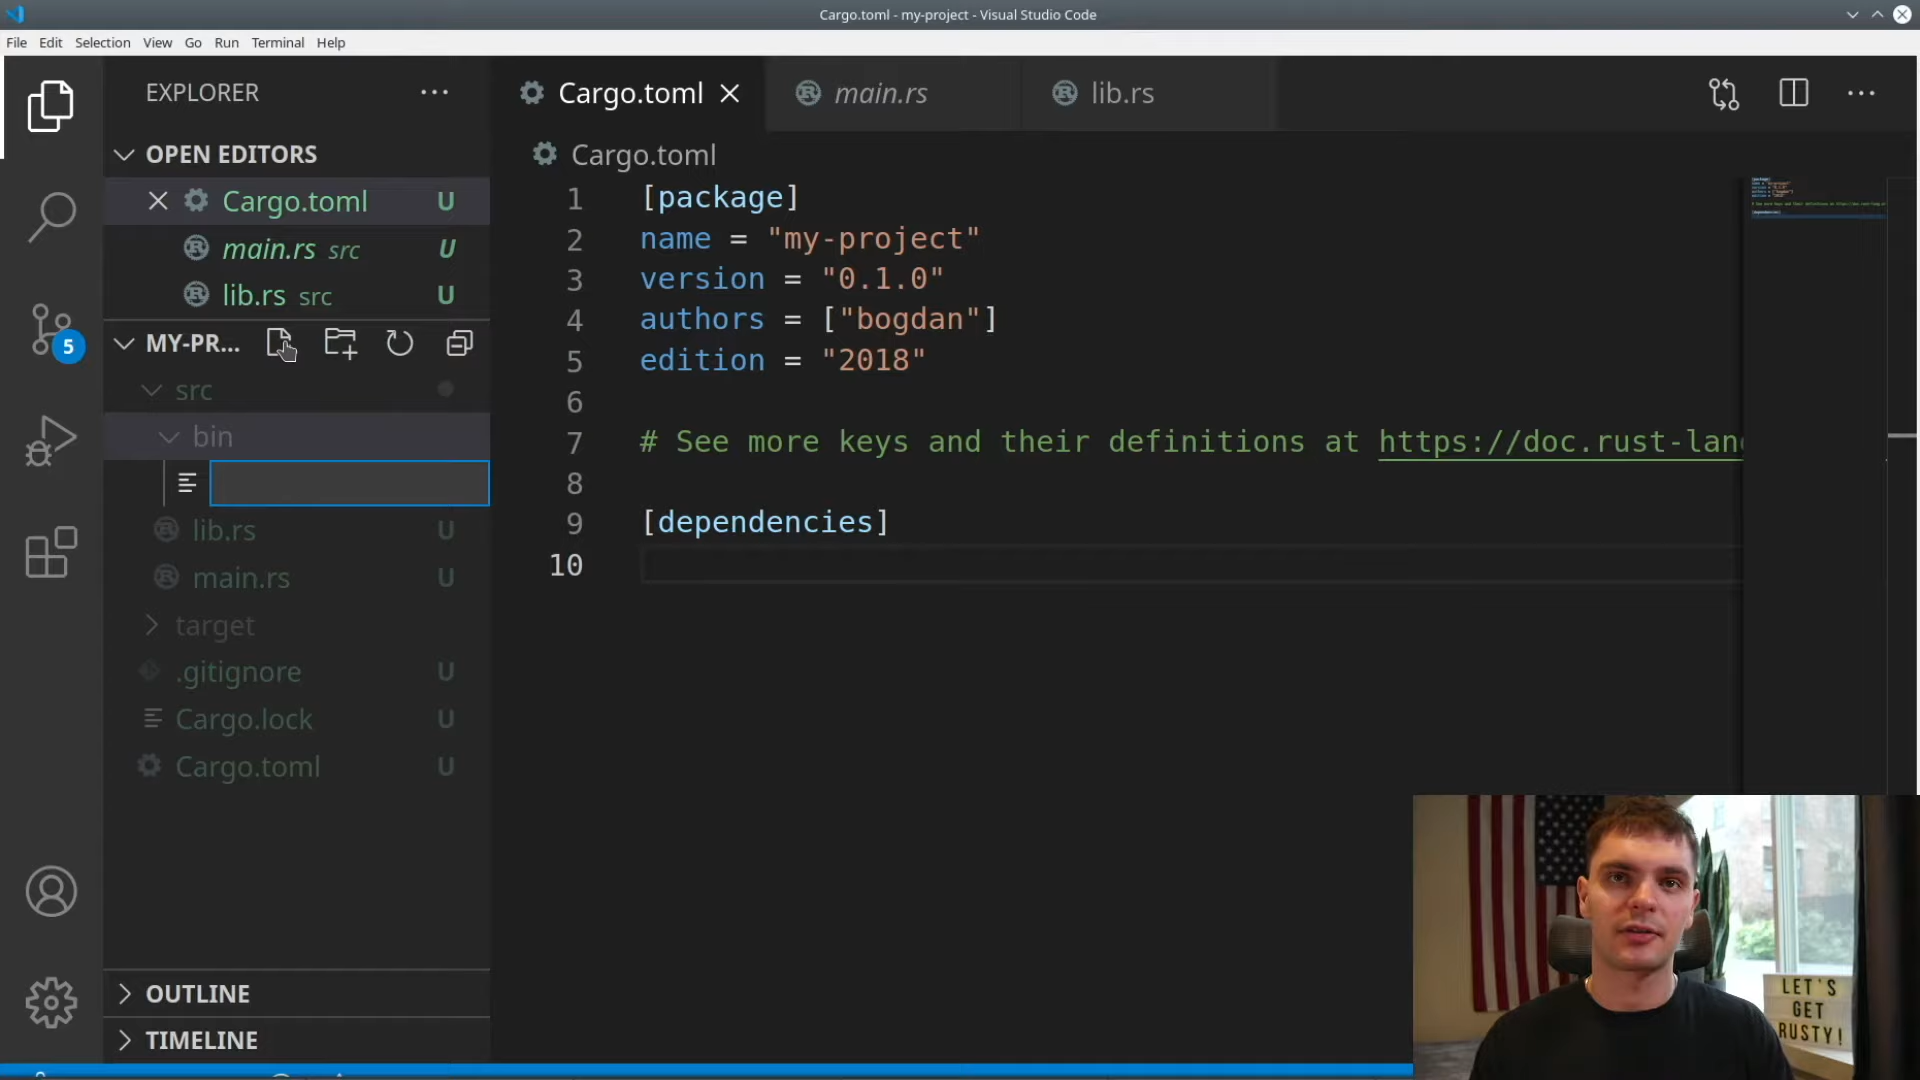 Cargo.toml - my-project - Visual Studio Code
File Edit Selection View Go Run Terminal Help
EXPLORER
Cargo.toml
main.rs
lib.rs
OPEN EDITORS
Cargo.toml U
main.rs src U
lib.rs src U
MY-PR...
src
bin
lib.rs U
main.rs U
target
.gitignore U
Cargo.lock U
Cargo.toml U
OUTLINE
TIMELINE
5
Cargo.toml
1 [package]
2 name = "my-project"
3 version = "0.1.0"
4 authors = ["bogdan"]
5 edition = "2018"
6
7 # See more keys and their definitions at https://doc.rust-lang
8
9 [dependencies]
10
LET'S
GET
RUSTY!